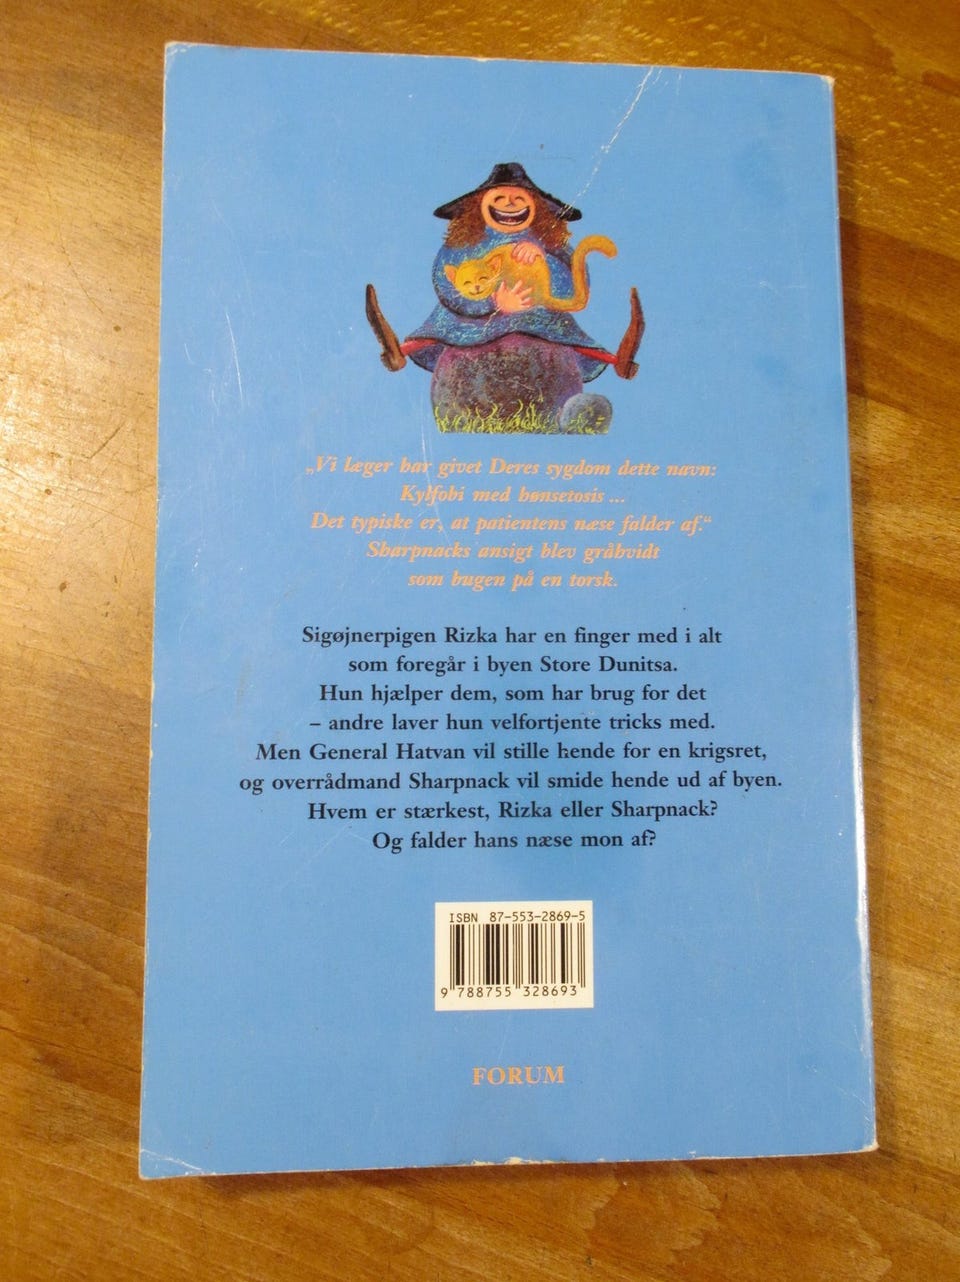 „Vi læger har givet Deres sygdom dette navn:
Kylfobi med hønsetosis ...
Det typiske er, at patientens næse falder af.“
Sharpnacks ansigt blev gråhvidt
som bugen på en torsk.
Sigøjnerpigen Rizka har en finger med i alt
som foregår i byen Store Dunitsa.
Hun hjælper dem, som har brug for det
– andre laver hun velfortjente tricks med.
Men General Hatvan vil stille hende for en krigsret,
og overrådmand Sharpnack vil smide hende ud af byen.
Hvem er stærkest, Rizka eller Sharpnack?
Og falder hans næse mon af?
ISBN 87-553-2869-5
9 788755 328693
FORUM